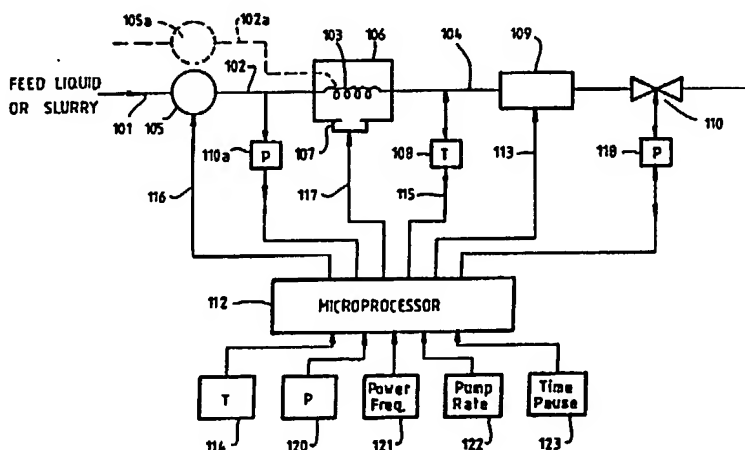 105a
102a
102
103
106
104
109
FEED LIQUID
OR SLURRY
101
105
110a
P
107
108
T
113
110
118
P
116
117
115
112
MICROPROCESSOR
T
P
Power
Freq.
Pump
Rate
Time
Pause
114
120
121
122
123